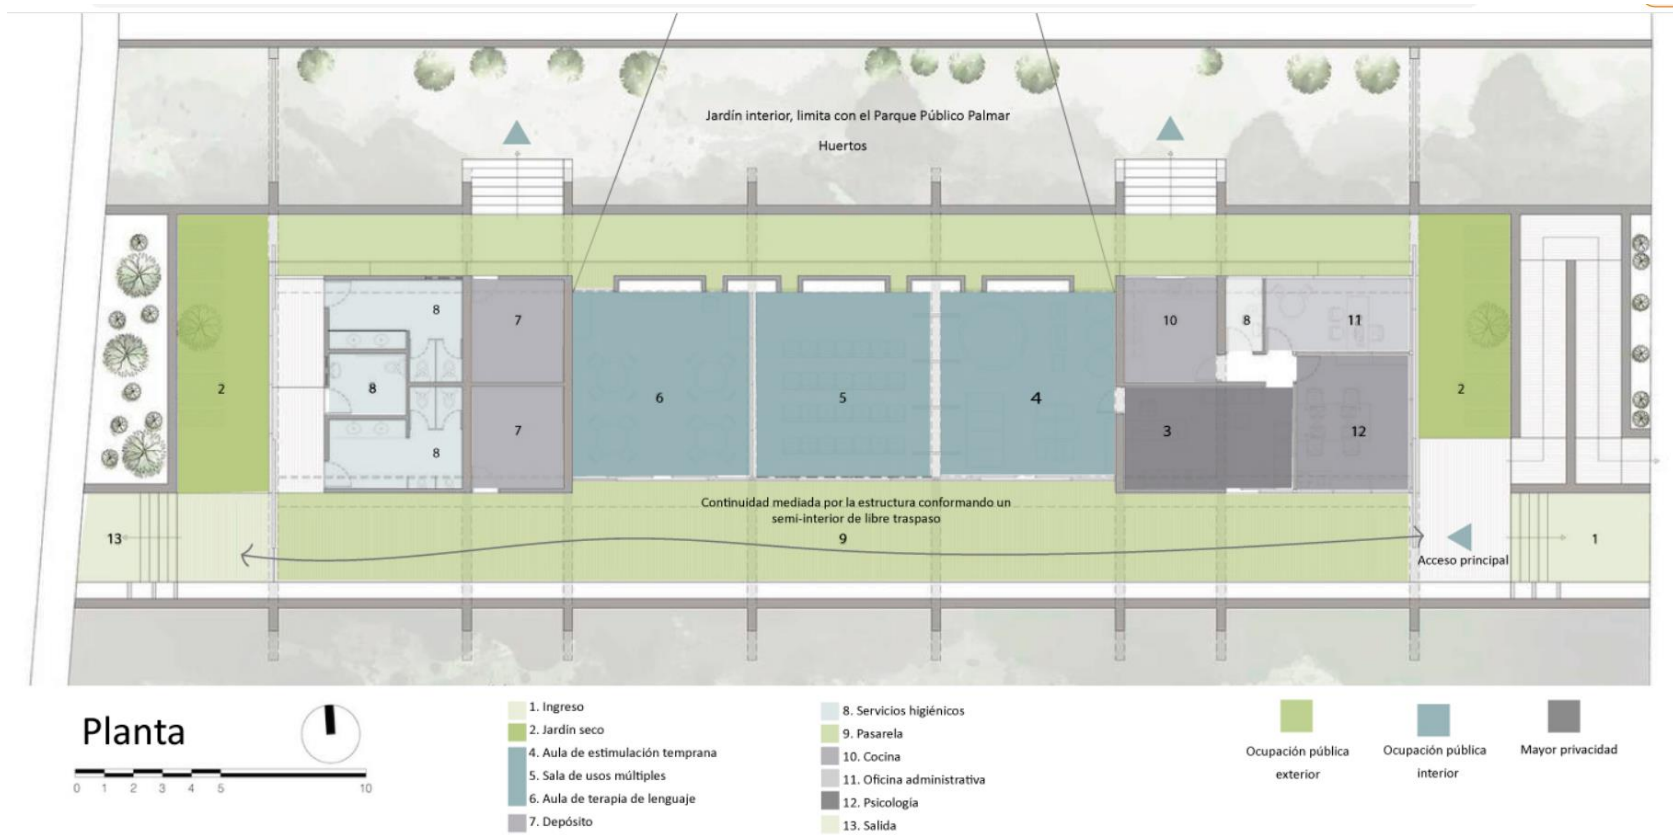 Jardín interior, limita con el Parque Público Palmar
Huertos
8
7
10
8
11
2
8
6
5
4
2
7
3
12
8
Continuidad mediada por la estructura conformando un
semi-interior de libre traspaso
13
9
1
Acceso principal
Planta
0 1 2 3 4 5 10
1. Ingreso
2. Jardín seco
4. Aula de estimulación temprana
5. Sala de usos múltiples
6. Aula de terapia de lenguaje
7. Depósito
8. Servicios higiénicos
9. Pasarela
10. Cocina
11. Oficina administrativa
12. Psicología
13. Salida
Ocupación pública
exterior
Ocupación pública
interior
Mayor privacidad